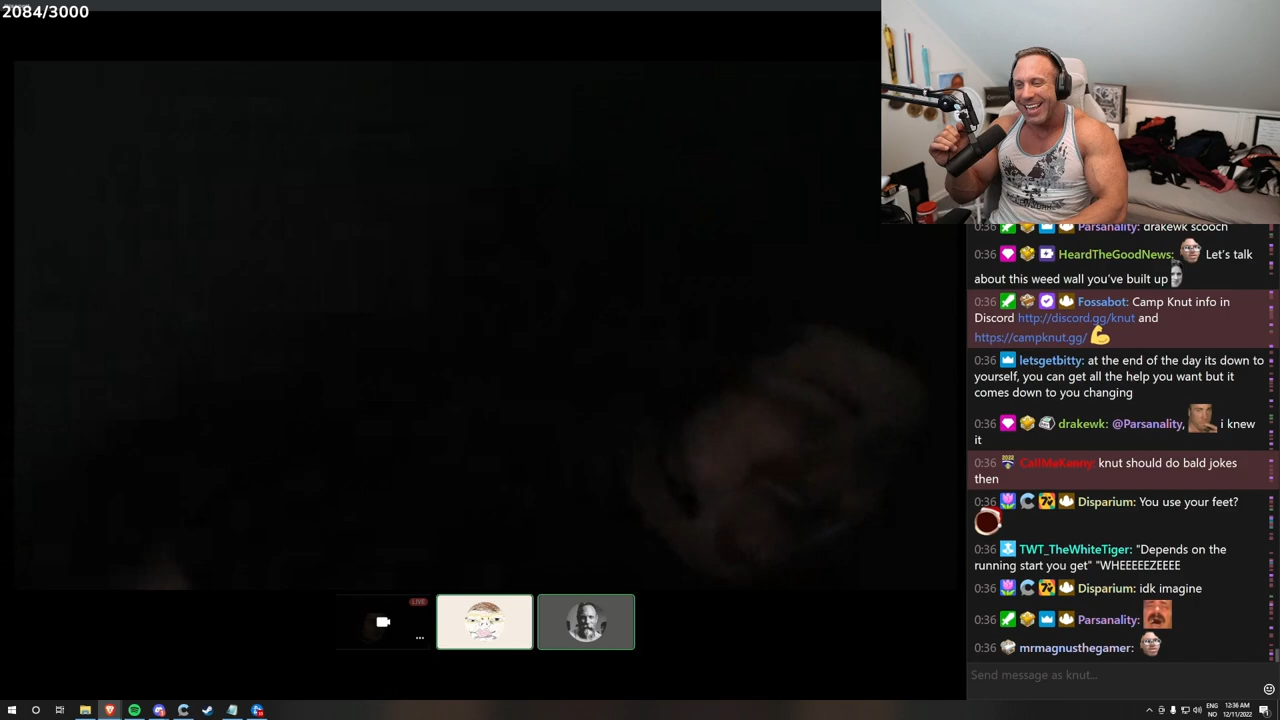 2084/3000
0:36 Parsanality: drakewk scooch
0:36 HeardTheGoodNews: Let's talk
about this weed wall you've built up
0:36 Fossabot: Camp Knut info in
Discord http://discord.gg/knut and
https://campknut.gg/
0:36 letsgetbitty: at the end of the day its down to
yourself, you can get all the help you want but it
comes down to you changing
0:36 drakewk: @Parsanality, i knew
it
0:36 CallMeKenny: knut should do bald jokes
then
0:36 Disparium: You use your feet?
0:36 TWT_TheWhiteTiger: "Depends on the
running start you get" "WHEEEEEZEEEE
0:36 Disparium: idk imagine
0:36 Parsanality:
0:36 mrmagnusthegamer:
LIVE
...
Send message as knut...
ENG
NO
12:36 AM
12/11/2022